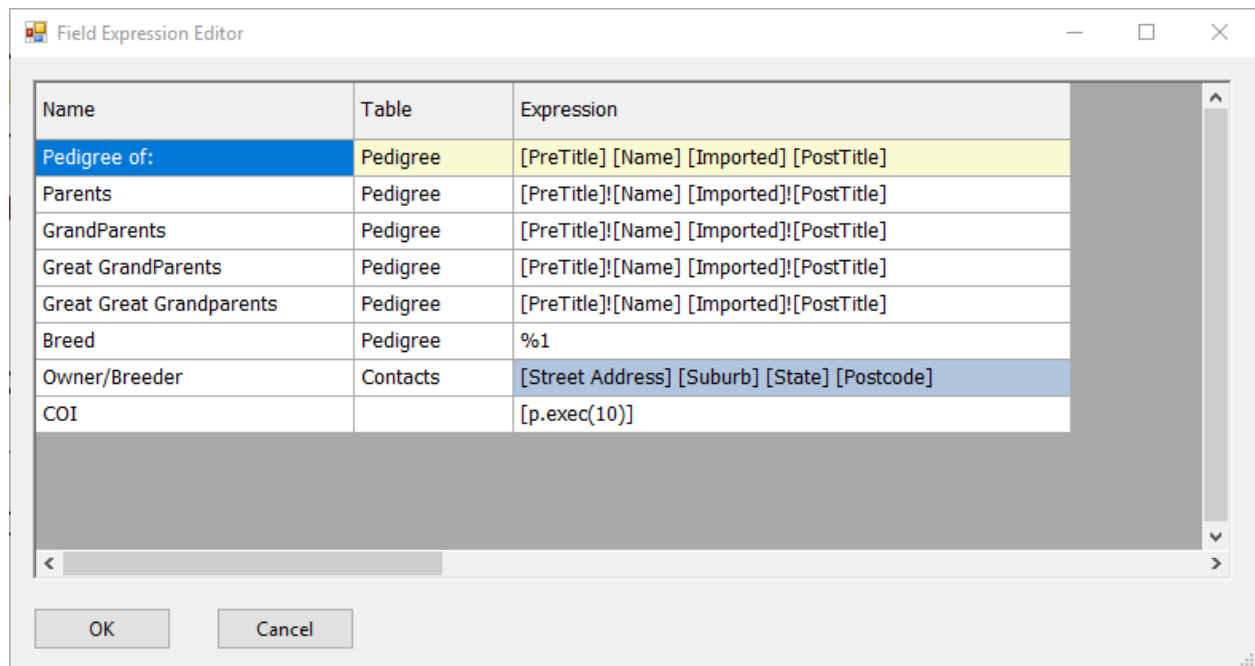 Field Expression Editor
Name Table Expression
Pedigree of: Pedigree [PreTitle] [Name] [Imported] [PostTitle]
Parents Pedigree [PreTitle]![Name] [Imported]![PostTitle]
GrandParents Pedigree [PreTitle]![Name] [Imported]![PostTitle]
Great GrandParents Pedigree [PreTitle]![Name] [Imported]![PostTitle]
Great Great Grandparents Pedigree [PreTitle]![Name] [Imported]![PostTitle]
Breed Pedigree %1
Owner/Breeder Contacts [Street Address] [Suburb] [State] [Postcode]
COI [p.exec(10)]
OK Cancel